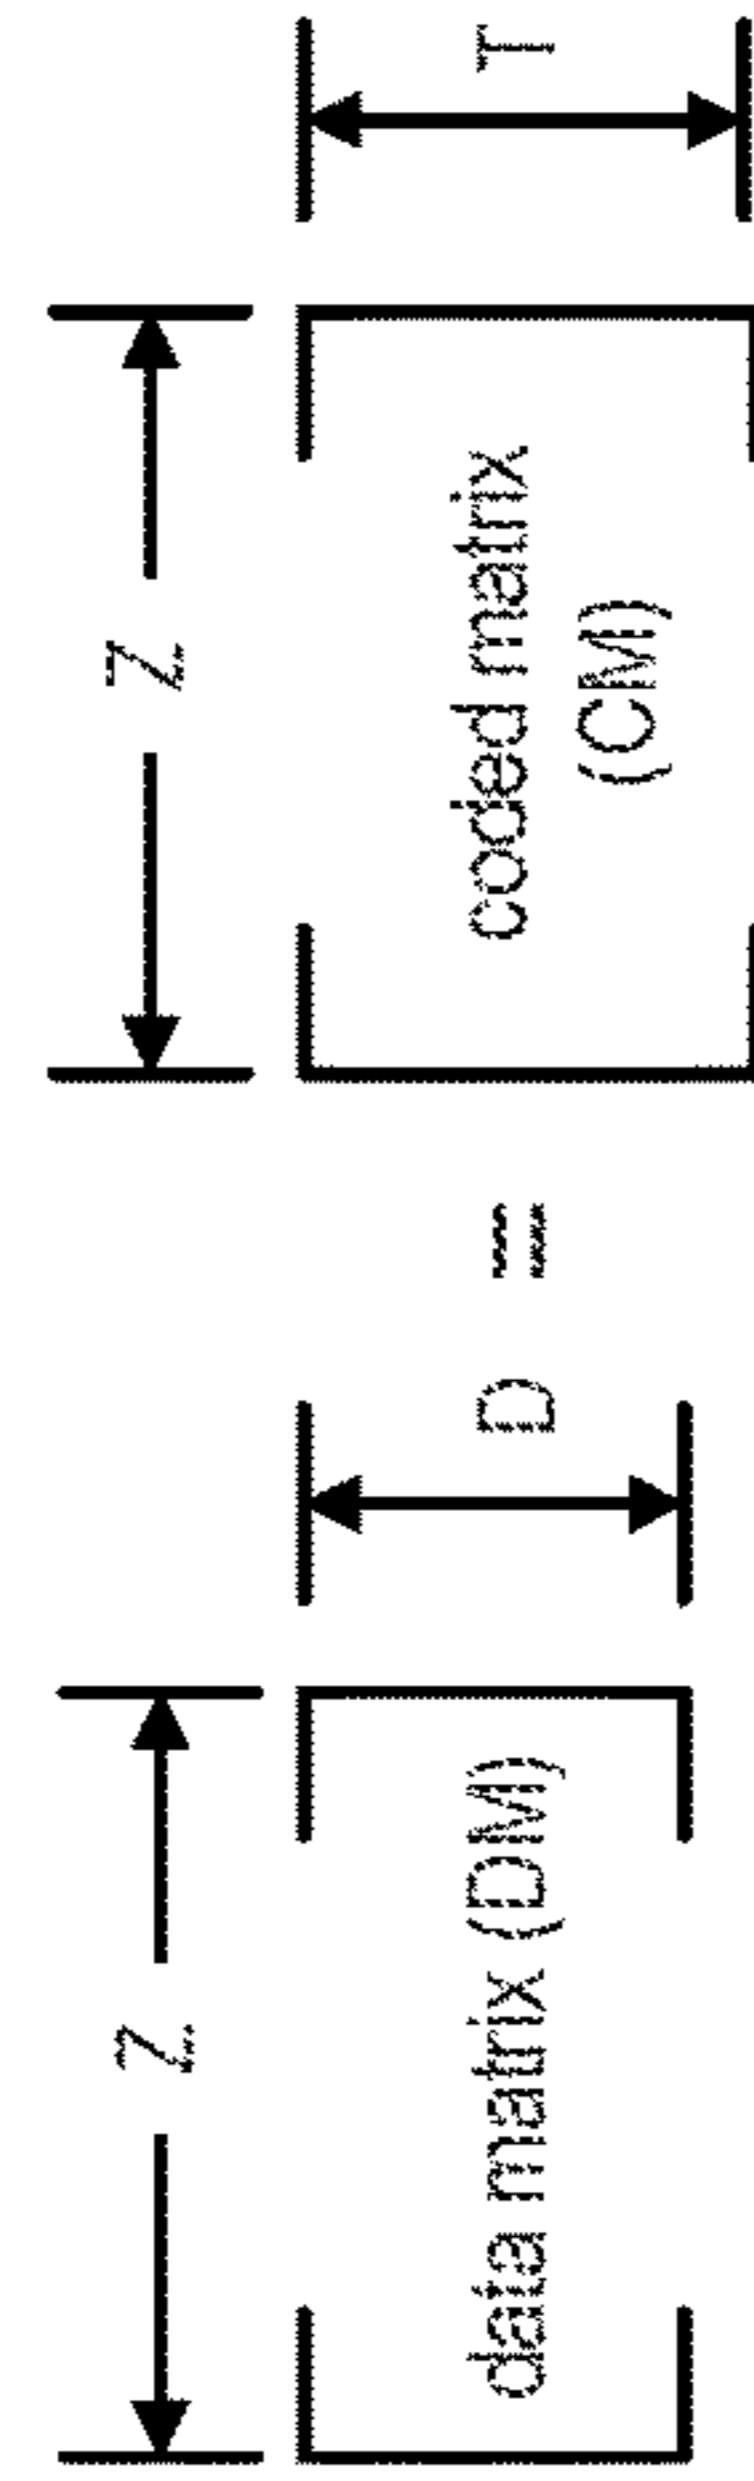 Z
data matrix (DM)
D
=
Z
coded matrix
(CM)
T